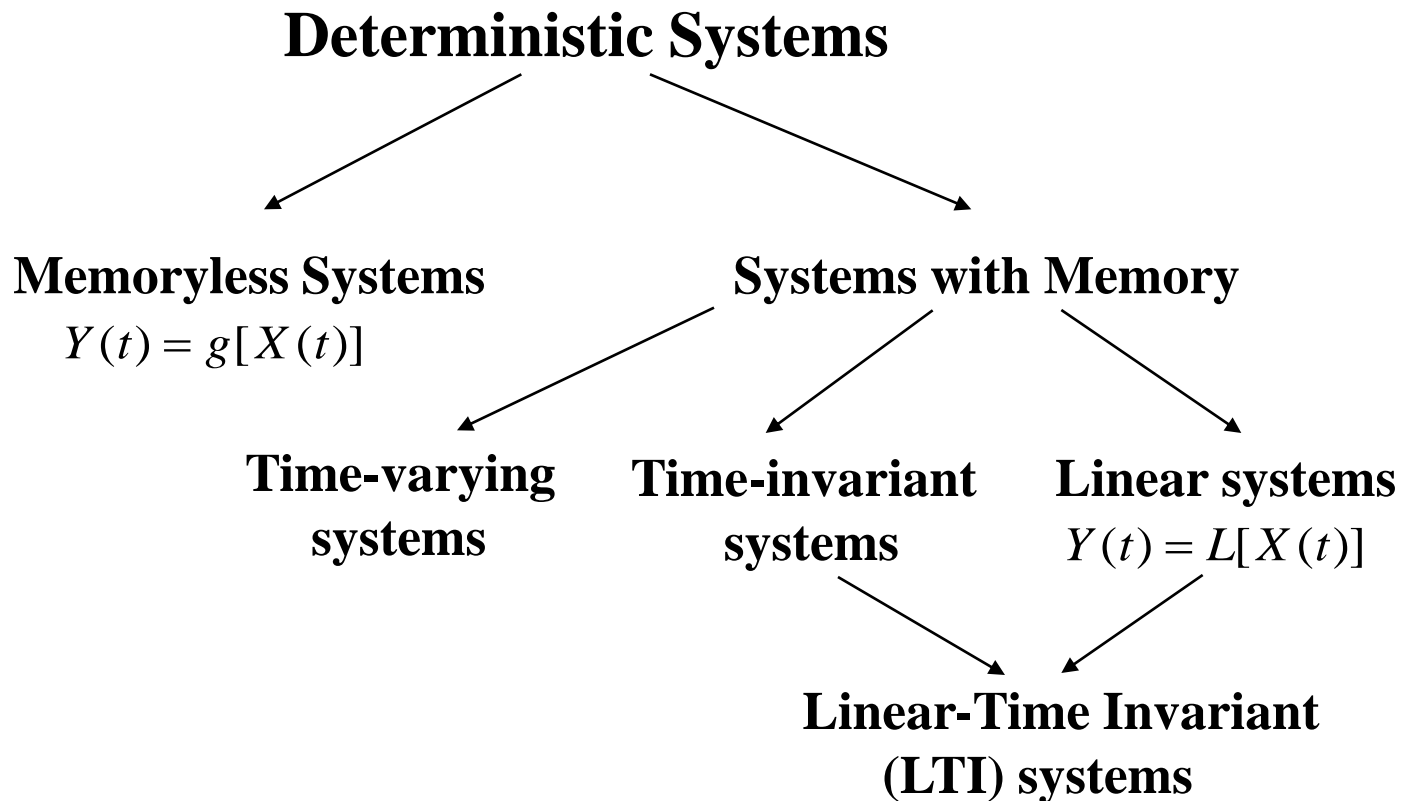 Deterministic Systems
Memoryless Systems
Y(t) = g[X(t)]
Systems with Memory
Time-varying
systems
Time-invariant
systems
Linear systems
Y(t) = L[X(t)]
Linear-Time Invariant
(LTI) systems